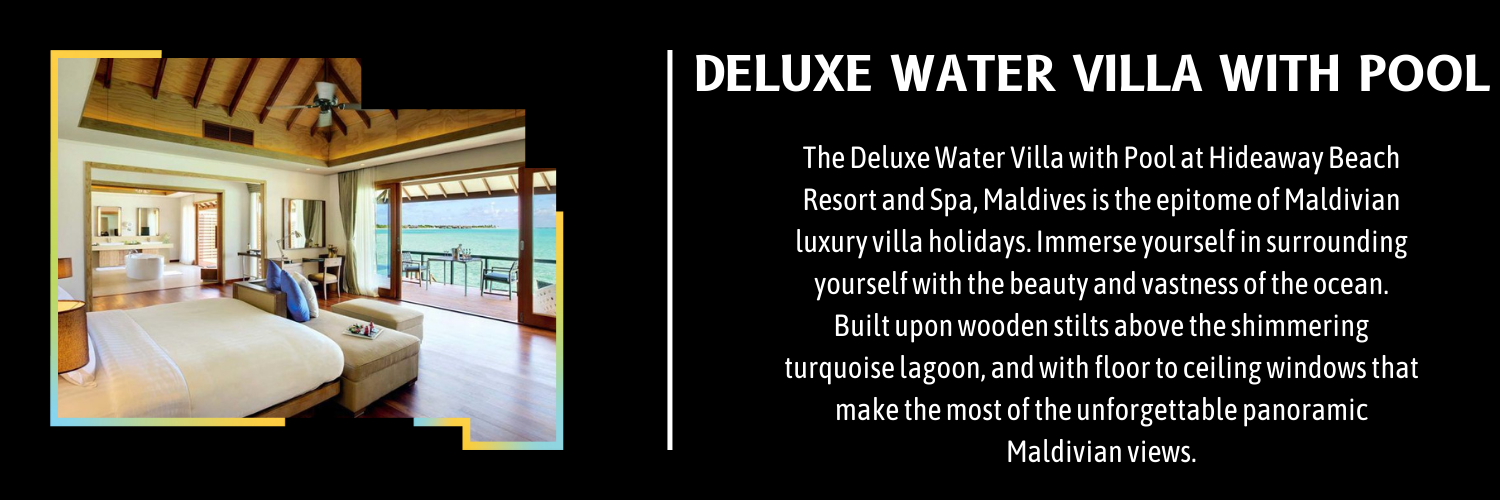 DELUXE WATER VILLA WITH POOL
The Deluxe Water Villa with Pool at Hideaway Beach
Resort and Spa, Maldives is the epitome of Maldivian
luxury villa holidays. Immerse yourself in surrounding
yourself with the beauty and vastness of the ocean.
Built upon wooden stilts above the shimmering
turquoise lagoon, and with floor to ceiling windows that
make the most of the unforgettable panoramic
Maldivian views.